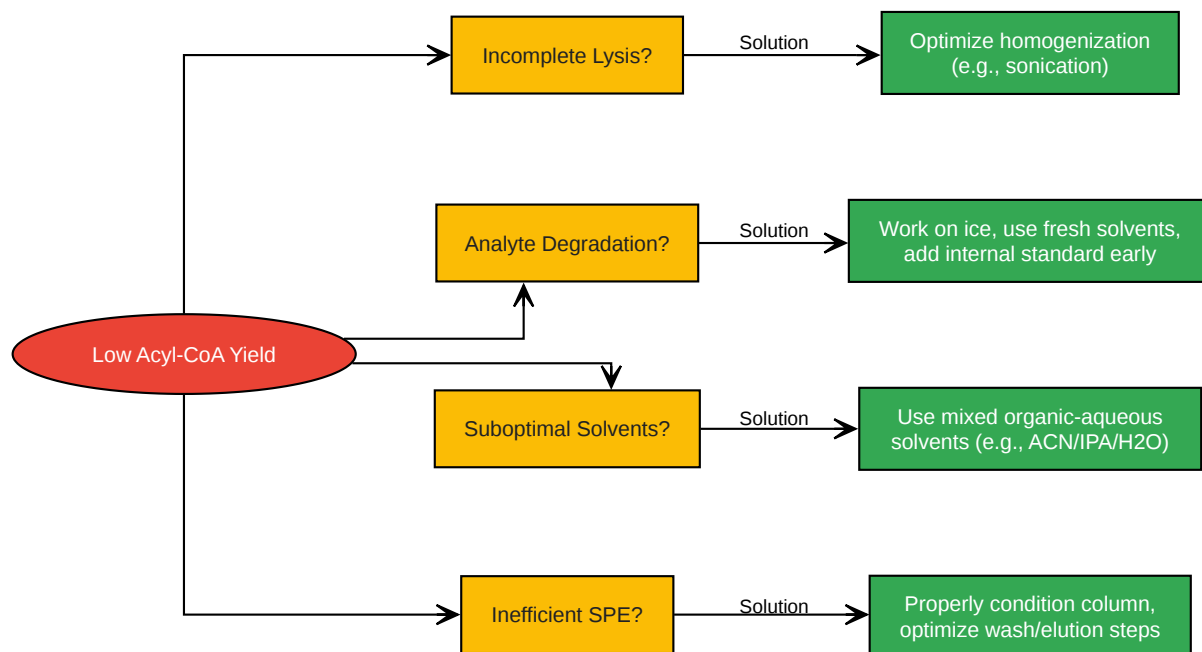 Incomplete Lysis?
Solution
Optimize homogenization
(e.g., sonication)
Analyte Degradation?
Solution
Work on ice, use fresh solvents,
add internal standard early
Low Acyl-CoA Yield
Suboptimal Solvents?
Solution
Use mixed organic-aqueous
solvents (e.g., ACN/IPA/H2O)
Inefficient SPE?
Solution
Properly condition column,
optimize wash/elution steps